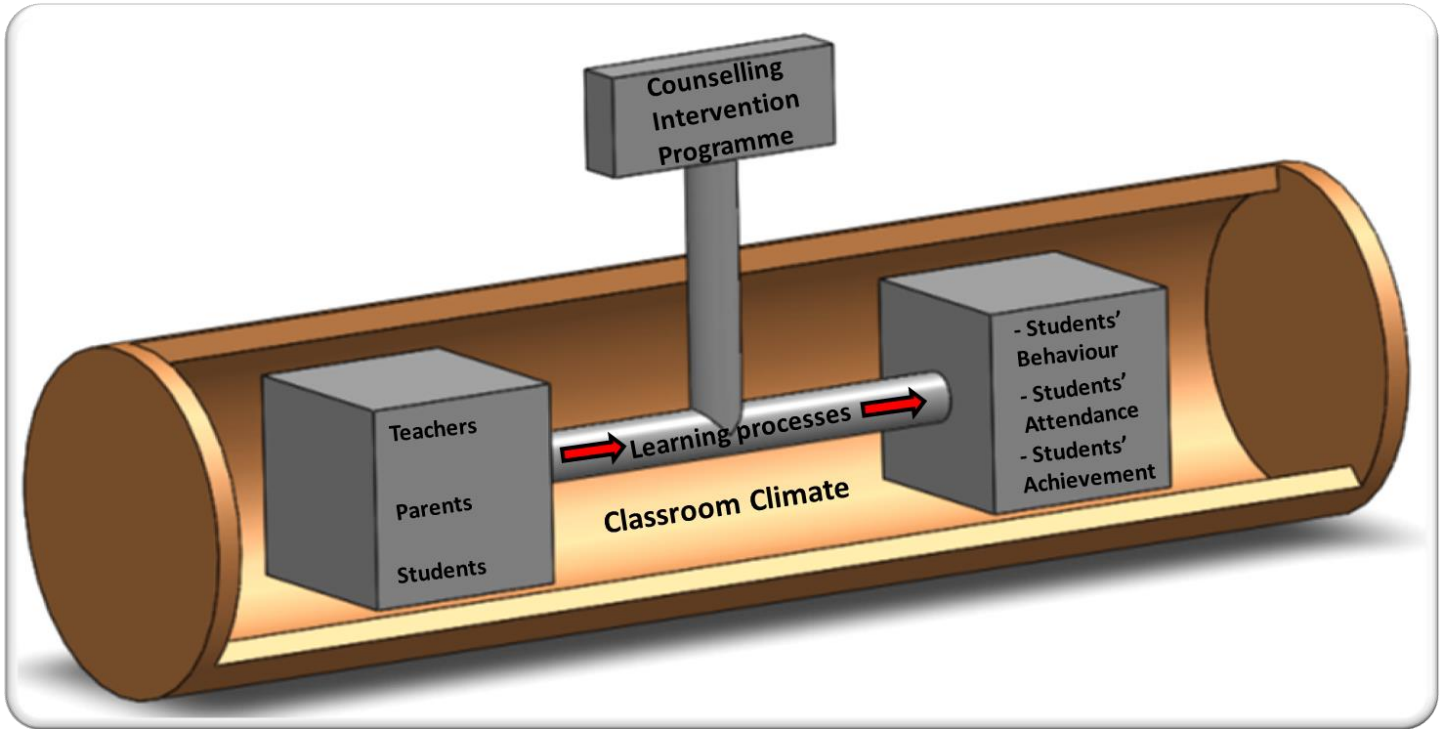 Counselling
Intervention
Programme
Teachers
Parents
Students
Learning processes
Classroom Climate
- Students’
Behaviour
- Students’
Attendance
- Students’
Achievement